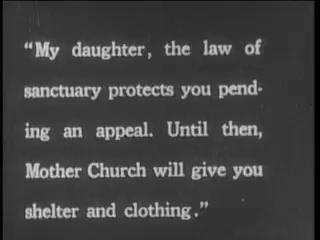 “My daughter, the law of
sanctuary protects you pend-
ing an appeal. Until then,
Mother Church will give you
shelter and clothing.”